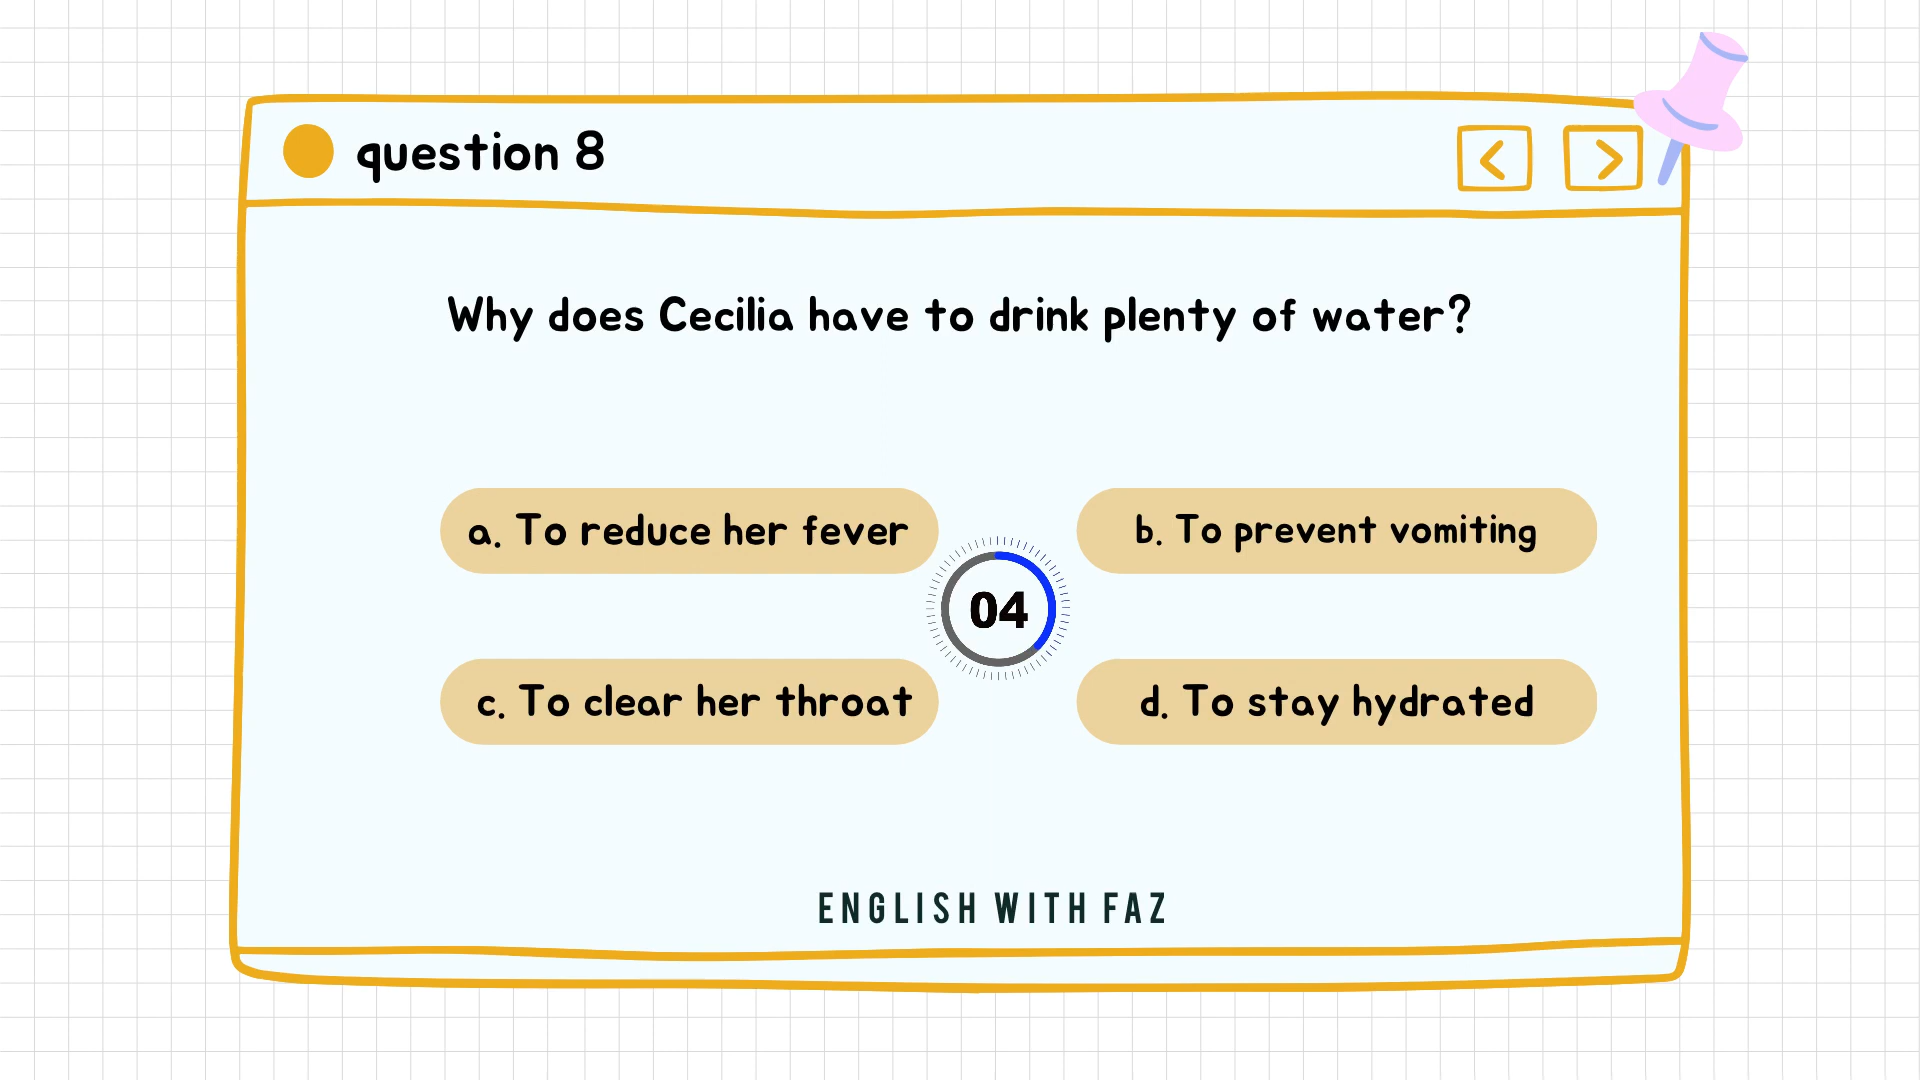 question 8
Why does Cecilia have to drink plenty of water?
a. To reduce her fever
b. To prevent vomiting
04
c. To clear her throat
d. To stay hydrated
ENGLISH WITH FAZ